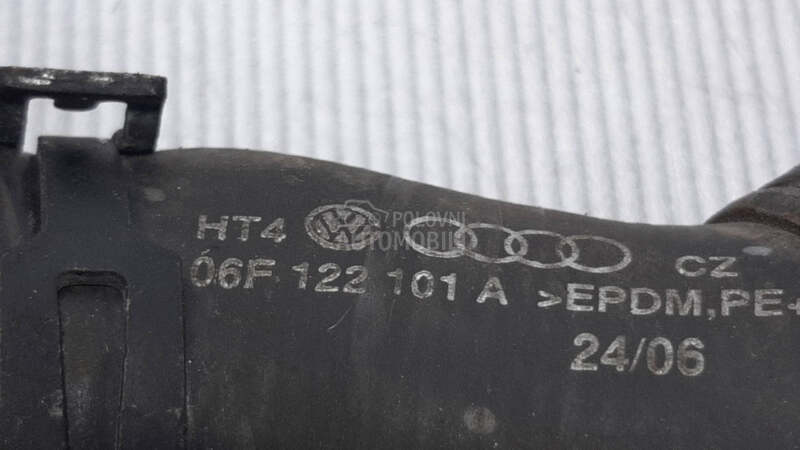 HT4 CZ
POLOVNI
AUTOMOBILI
06F 122 101 A >EPDM,PE+
24/06